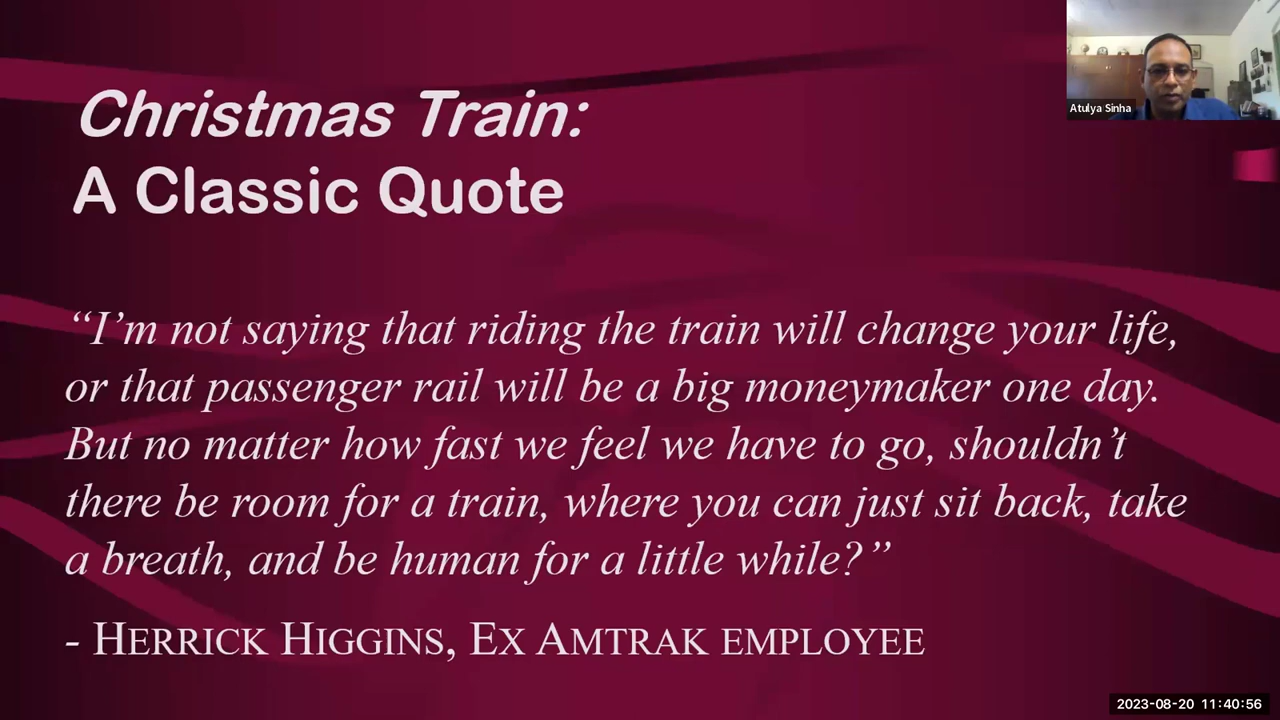 Christmas Train:
A Classic Quote
Atulya Sinha
“I’m not saying that riding the train will change your life,
or that passenger rail will be a big moneymaker one day.
But no matter how fast we feel we have to go, shouldn’t
there be room for a train, where you can just sit back, take
a breath, and be human for a little while?”
- HERRICK HIGGINS, EX AMTRAK EMPLOYEE
2023-08-20 11:40:56